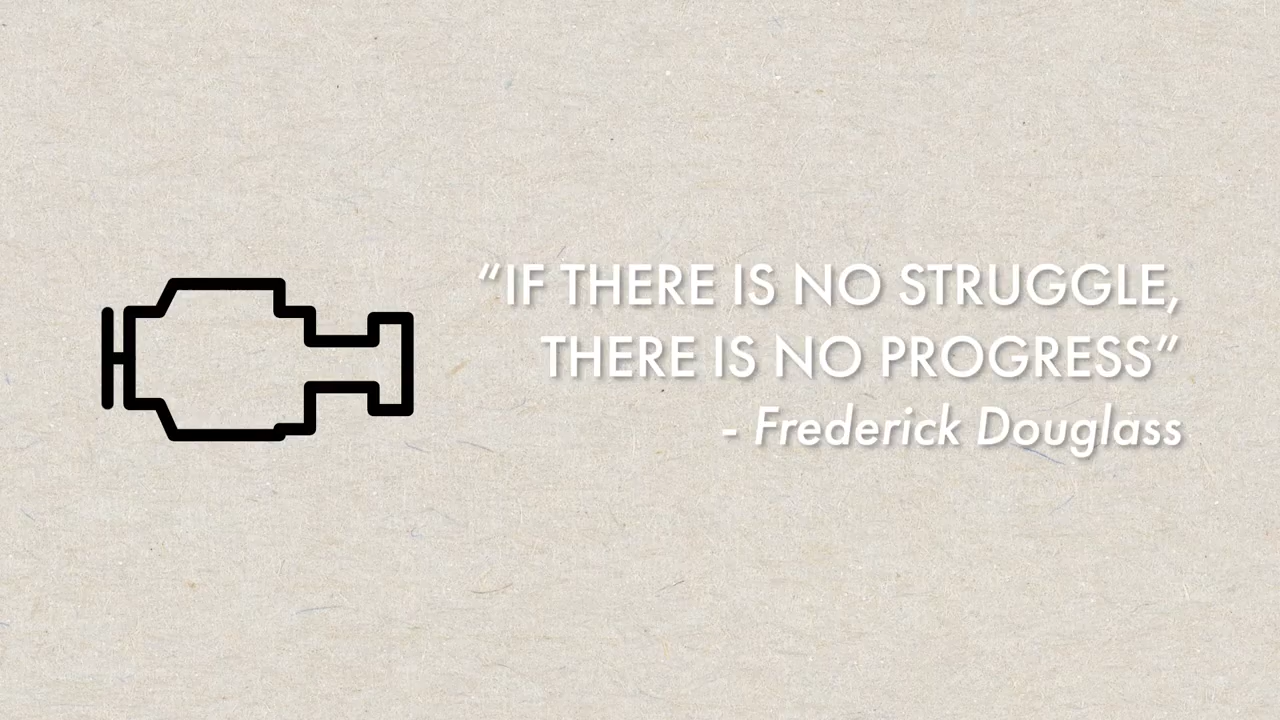 “IF THERE IS NO STRUGGLE,
THERE IS NO PROGRESS”
- Frederick Douglass